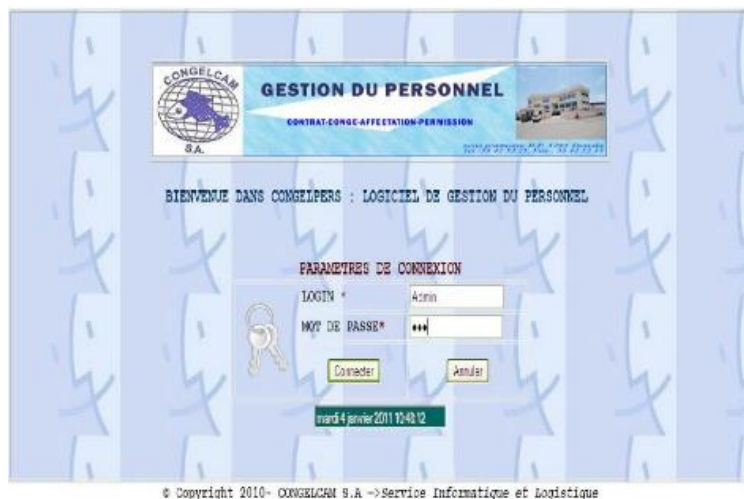 CONGELCAM
S.A.
GESTION DU PERSONNEL
CONTRAT-CONGE-AFFECTATION-PERMISSION
BIENVENUE DANS CONGELPERS : LOGICIEL DE GESTION DU PERSONNEL
PARAMETRES DE CONNEXION
LOGIN * Admin
MOT DE PASSE* ***
Connecter Annuler
mardi 4 janvier 2011 10:48:12
© Copyright 2010- CONGELCAM S.A ->Service Informatique et Logistique